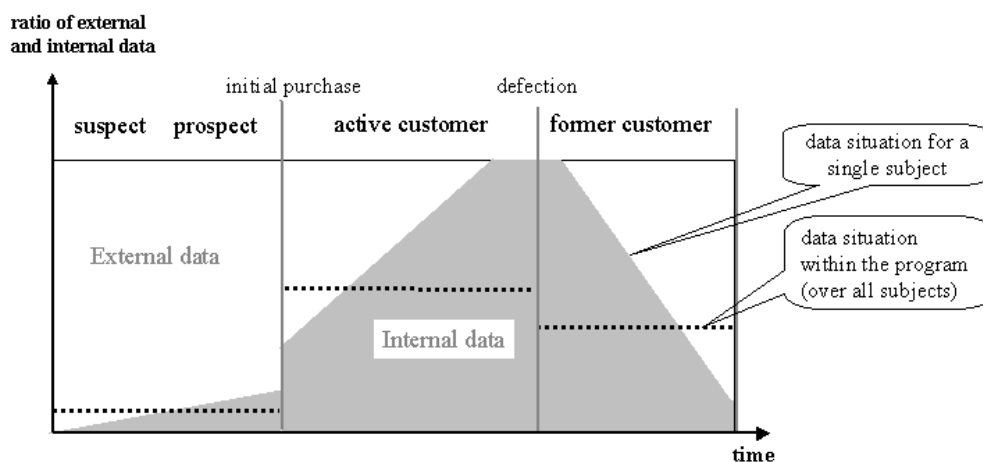 ratio of external
and internal data
initial purchase
defection
suspect prospect active customer former customer
data situation for a
single subject
External data
data situation
within the program
(over all subjects)
Internal data
time